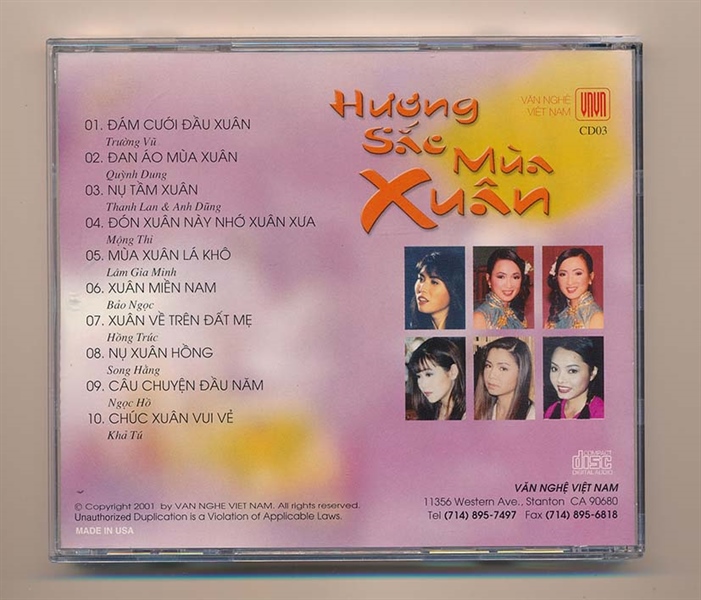 Hương
Sắc
Mùa
Xuân
VĂN NGHỆ
VIỆT NAM
VNVN
CD03
01. ĐÁM CƯỚI ĐẦU XUÂN
Trường Vũ
02. ĐAN ÁO MÙA XUÂN
Quỳnh Dung
03. NỤ TẦM XUÂN
Thanh Lan & Anh Dũng
04. ĐÓN XUÂN NÀY NHỚ XUÂN XƯA
Mộng Thi
05. MÙA XUÂN LÁ KHÔ
Lâm Gia Minh
06. XUÂN MIỀN NAM
Bảo Ngọc
07. XUÂN VỀ TRÊN ĐẤT MẸ
Hồng Trúc
08. NỤ XUÂN HỒNG
Song Hằng
09. CÂU CHUYỆN ĐẦU NĂM
Ngọc Hồ
10. CHÚC XUÂN VUI VẺ
Khả Tú
COMPACT
disc
DIGITAL AUDIO
VĂN NGHỆ VIỆT NAM
11356 Western Ave., Stanton CA 90680
Tel (714) 895-7497 Fax (714) 895-6818
© Copyright 2001 by VAN NGHE VIET NAM. All rights reserved.
Unauthorized Duplication is a Violation of Applicable Laws.
MADE IN USA